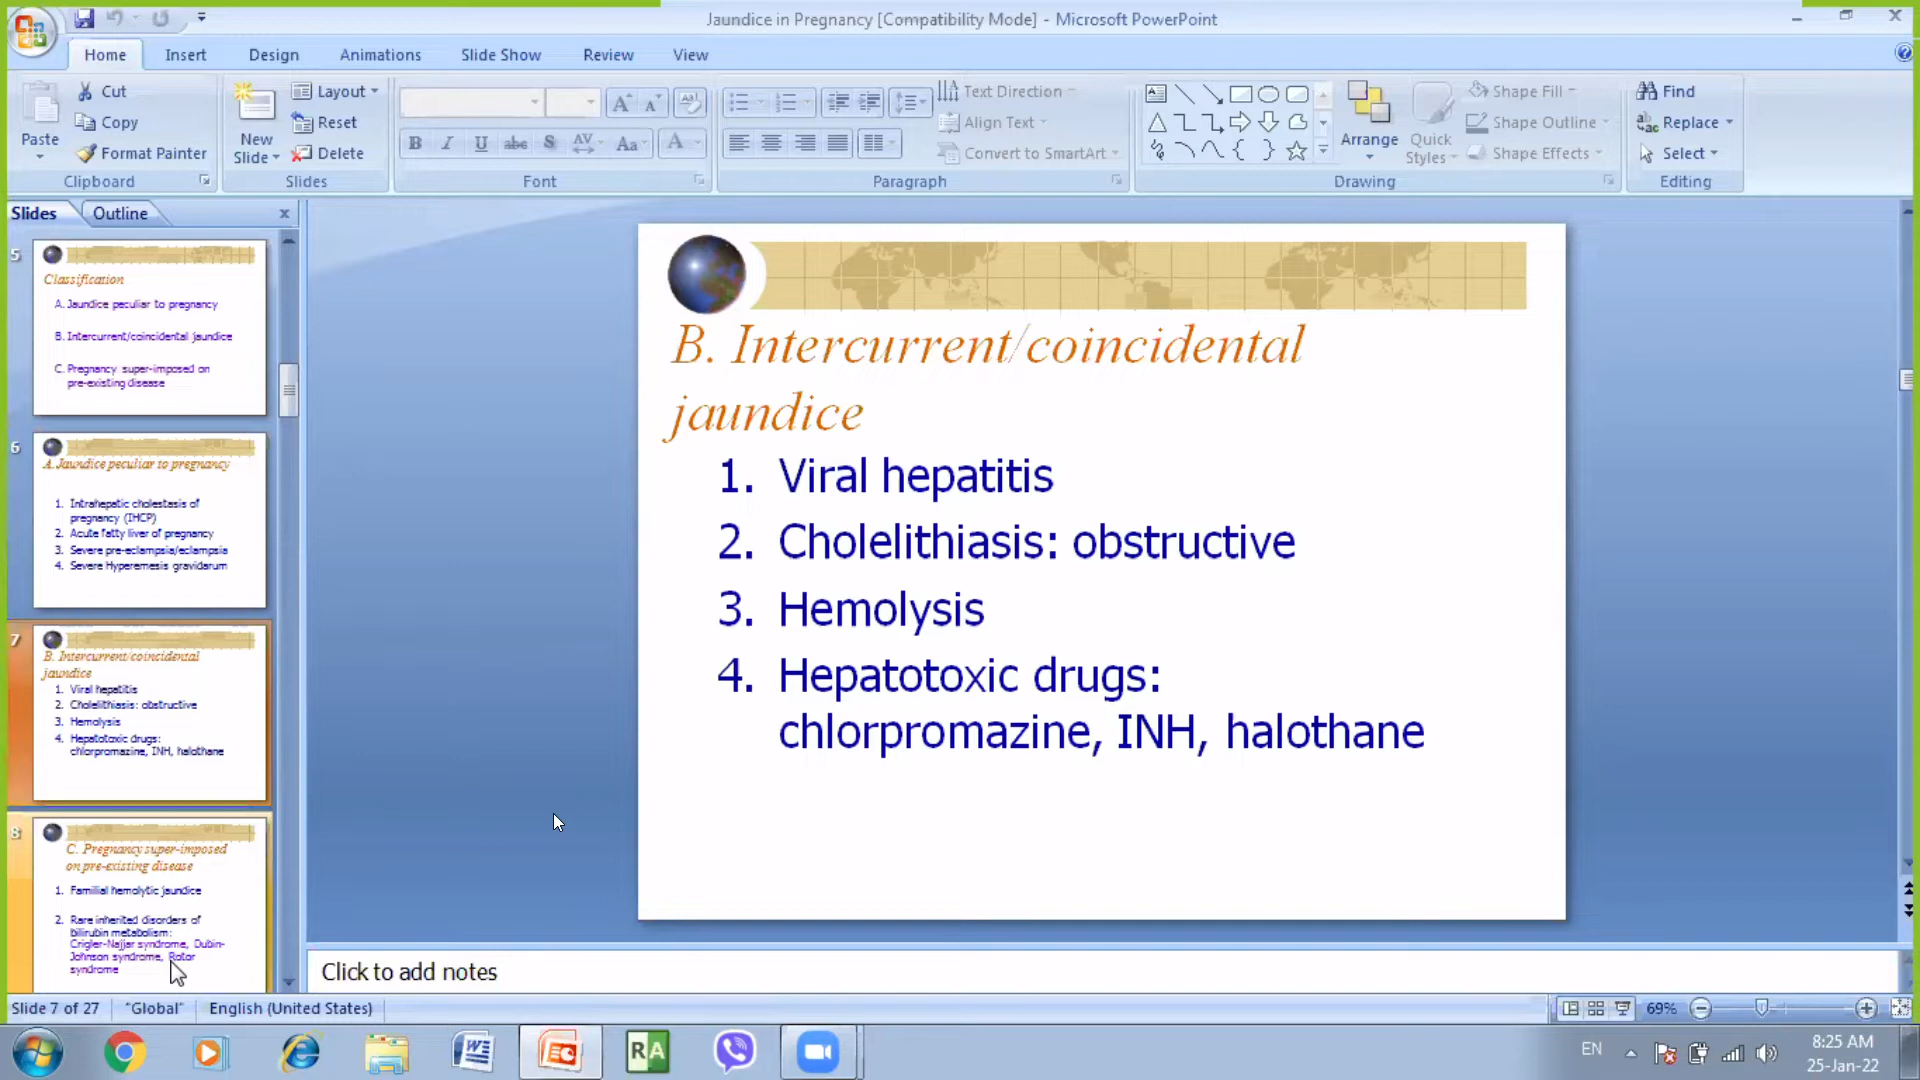 Jaundice in Pregnancy [Compatibility Mode] - Microsoft PowerPoint
Home Insert Design Animations Slide Show Review View
Paste
Cut
Copy
Format Painter
Clipboard
New Slide
Layout
Reset
Delete
Slides
B I U abc S AV Aa A
Font
Text Direction
Align Text
Convert to SmartArt
Paragraph
Arrange
Quick Styles
Shape Fill
Shape Outline
Shape Effects
Drawing
Find
Replace
Select
Editing
Slides Outline
5
Classification
A. Jaundice peculiar to pregnancy
B. Intercurrent/coincidental jaundice
C. Pregnancy super-imposed on
pre-existing disease
6
A. Jaundice peculiar to pregnancy
1. Intrahepatic cholestasis of
pregnancy (IHCP)
2. Acute fatty liver of pregnancy
3. Severe pre-eclampsia/eclampsia
4. Severe Hyperemesis gravidarum
7
B. Intercurrent/coincidental
jaundice
1. Viral hepatitis
2. Cholelithiasis: obstructive
3. Hemolysis
4. Hepatotoxic drugs:
chlorpromazine, INH, halothane
8
C. Pregnancy super-imposed
on pre-existing disease
1. Familial hemolytic jaundice
2. Rare inherited disorders of
bilirubin metabolism:
Crigler-Najjar syndrome, Dubin-
Johnson syndrome, Rotor
syndrome
B. Intercurrent/coincidental
jaundice
1. Viral hepatitis
2. Cholelithiasis: obstructive
3. Hemolysis
4. Hepatotoxic drugs:
chlorpromazine, INH, halothane
Click to add notes
Slide 7 of 27 "Global" English (United States) 69%
EN 8:25 AM
25-Jan-22